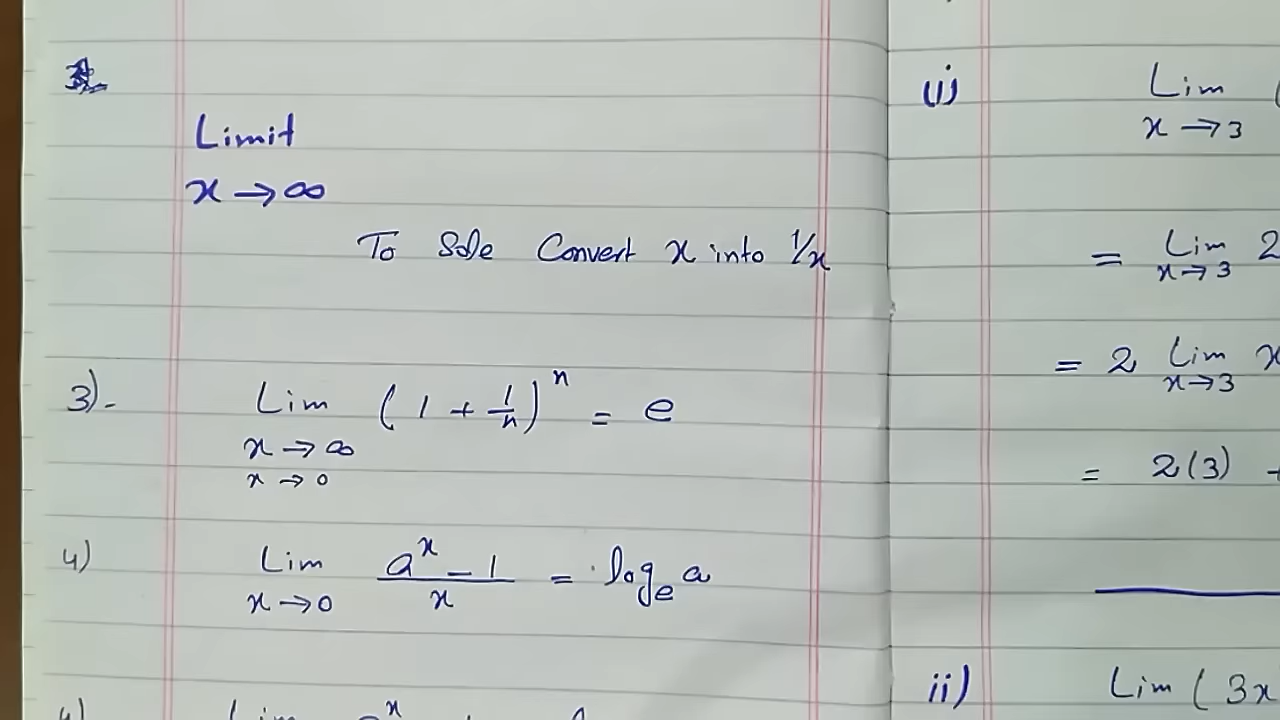 Limit
x → ∞
To Sole Convert x into 1/x
3).- Lim (1 + 1/n)^n = e
x → ∞
x → 0
4) Lim a^x - 1 / x = log_e a
x → 0
(i) Lim (
x → 3
= Lim 2
x → 3
= 2 Lim x
x → 3
= 2(3) +
ii) Lim ( 3x